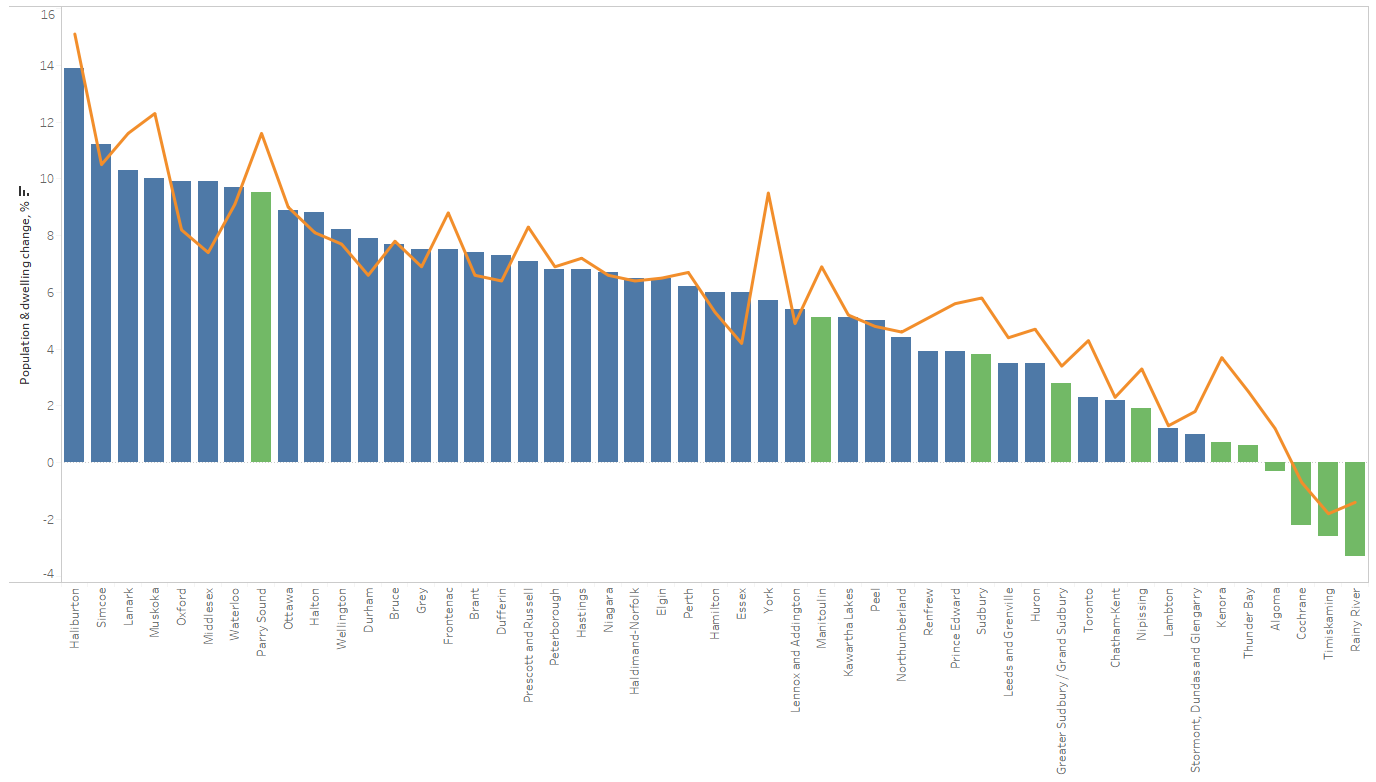 16
14
12
10
8
6
4
2
0
-2
-4
Population & dwelling change, %
Haliburton
Simcoe
Lanark
Muskoka
Oxford
Middlesex
Waterloo
Parry Sound
Ottawa
Halton
Wellington
Durham
Bruce
Grey
Frontenac
Brant
Dufferin
Prescott and Russell
Peterborough
Hastings
Niagara
Haldimand-Norfolk
Elgin
Perth
Hamilton
Essex
York
Lennox and Addington
Manitoulin
Kawartha Lakes
Peel
Northumberland
Renfrew
Prince Edward
Sudbury
Leeds and Grenville
Huron
Greater Sudbury / Grand Sudbury
Toronto
Chatham-Kent
Nipissing
Lambton
Stormont, Dundas and Glengarry
Kenora
Thunder Bay
Algoma
Cochrane
Timiskaming
Rainy River